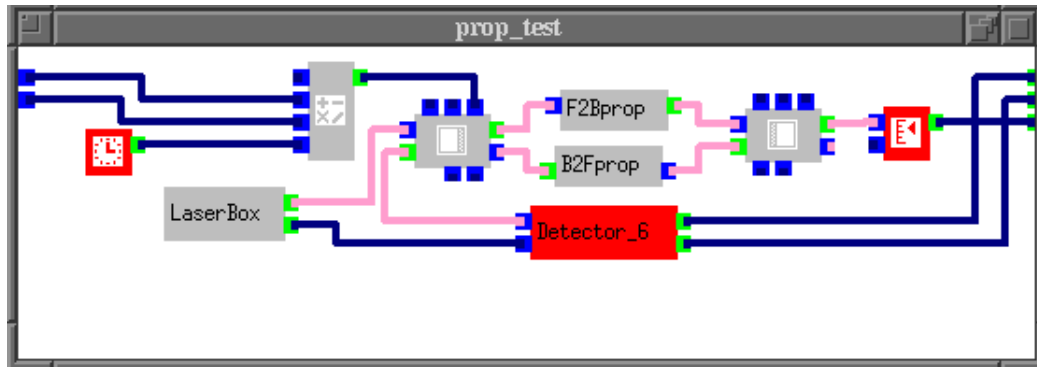 prop_test
F2Bprop
B2Fprop
LaserBox
Detector_6